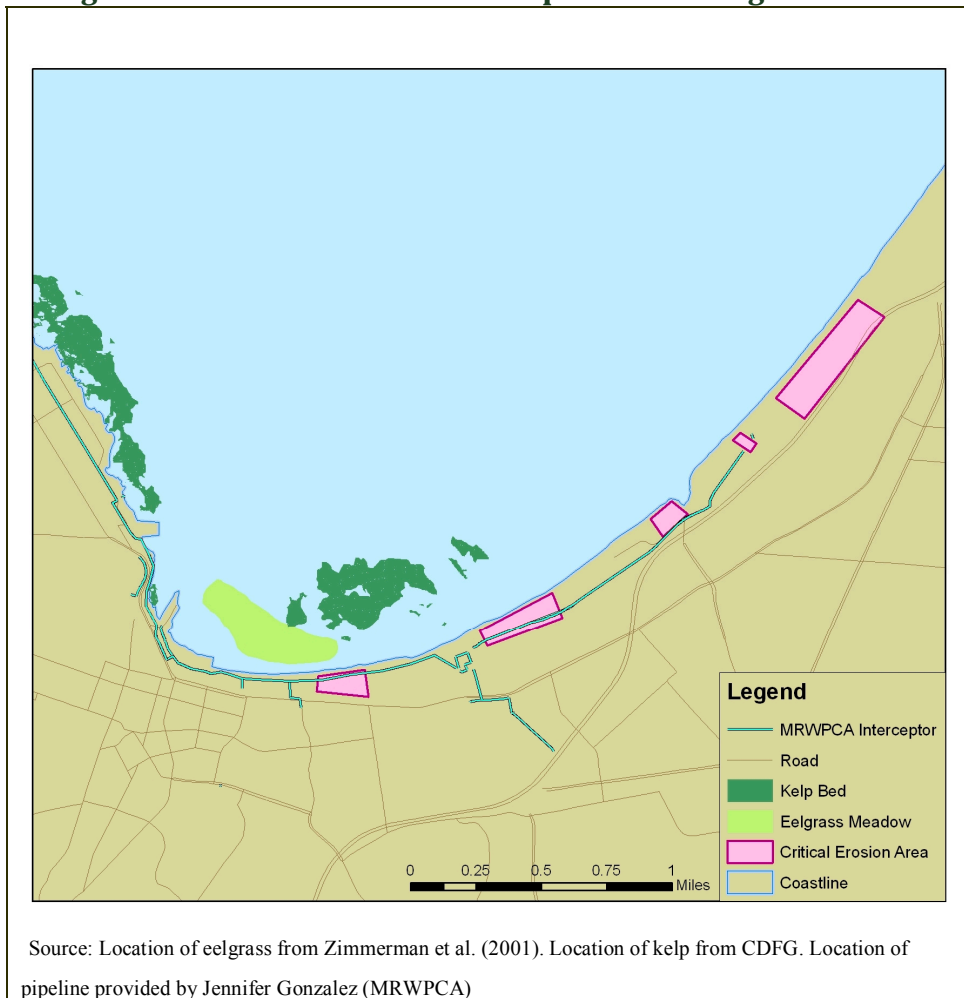 Legend
MRWPCA Interceptor
Road
Kelp Bed
Eelgrass Meadow
Critical Erosion Area
Coastline
0 0.25 0.5 0.75 1
Miles
Source: Location of eelgrass from Zimmerman et al. (2001). Location of kelp from CDFG. Location of
pipeline provided by Jennifer Gonzalez (MRWPCA)